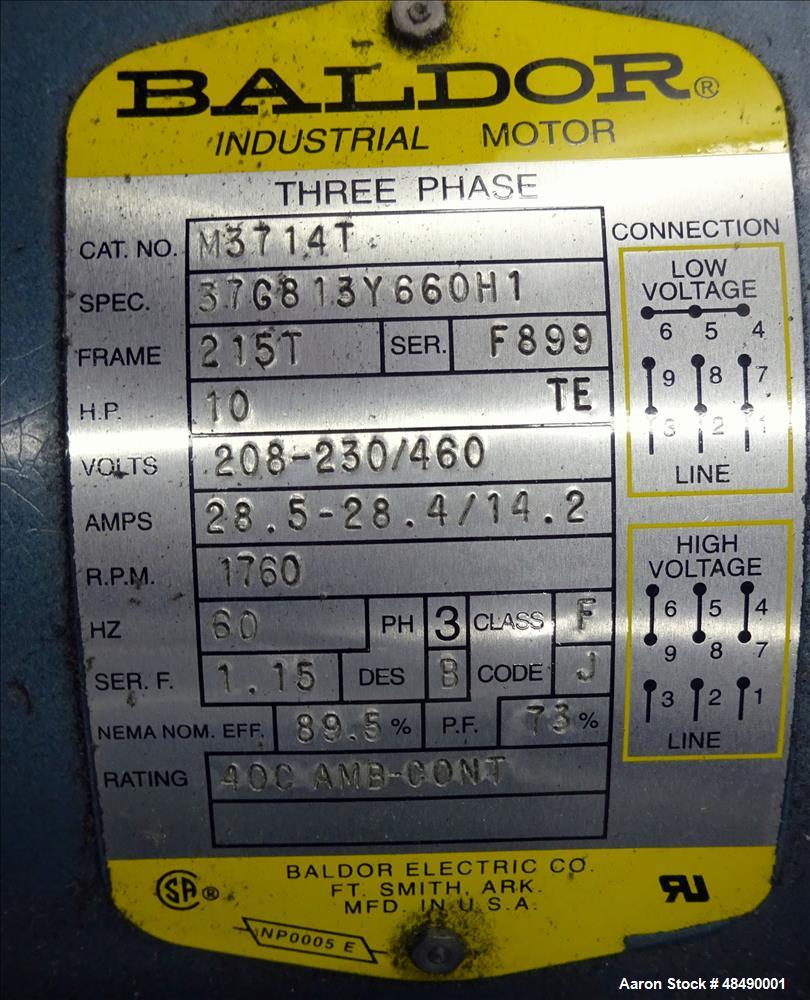 BALDOR®
INDUSTRIAL MOTOR
THREE PHASE
CAT. NO. M3714T
SPEC. 37G813Y660H1
FRAME 215T SER. F899
H.P. 10 TE
VOLTS 208-230/460
AMPS 28.5-28.4/14.2
R.P.M. 1760
HZ 60 PH 3 CLASS F
SER. F. 1.15 DES B CODE J
NEMA NOM. EFF. 89.5 % P.F. 73 %
RATING 40C AMB-CONT
CONNECTION
LOW
VOLTAGE
6 5 4
9 8 7
3 2 1
LINE
HIGH
VOLTAGE
6 5 4
9 8 7
3 2 1
LINE
BALDOR ELECTRIC CO.
FT. SMITH, ARK.
MFD. IN U.S.A.
SA ®
RU
NP0005 E
Aaron Stock # 48490001